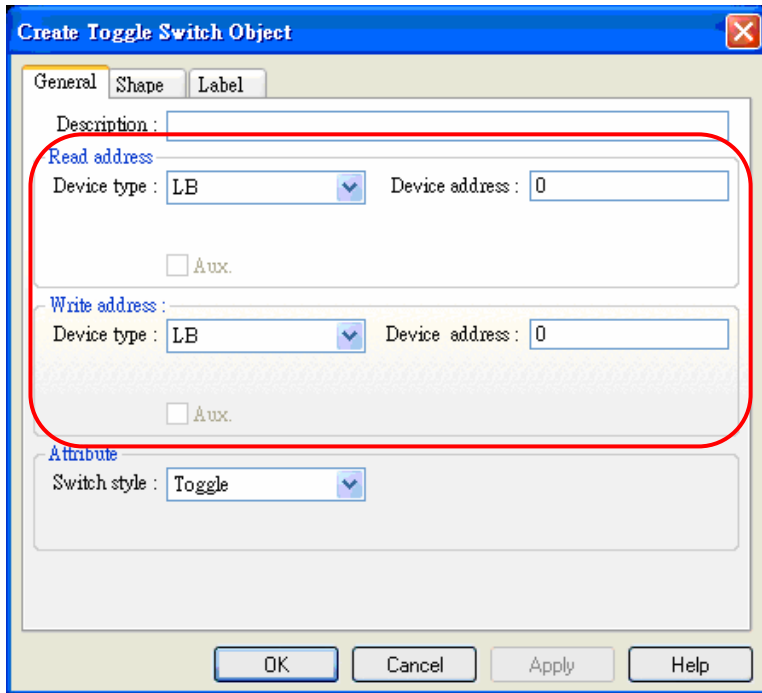 Create Toggle Switch Object
General Shape Label
Description :
Read address
Device type : LB Device address : 0
Aux.
Write address :
Device type : LB Device address : 0
Aux.
Attribute
Switch style : Toggle
OK Cancel Apply Help